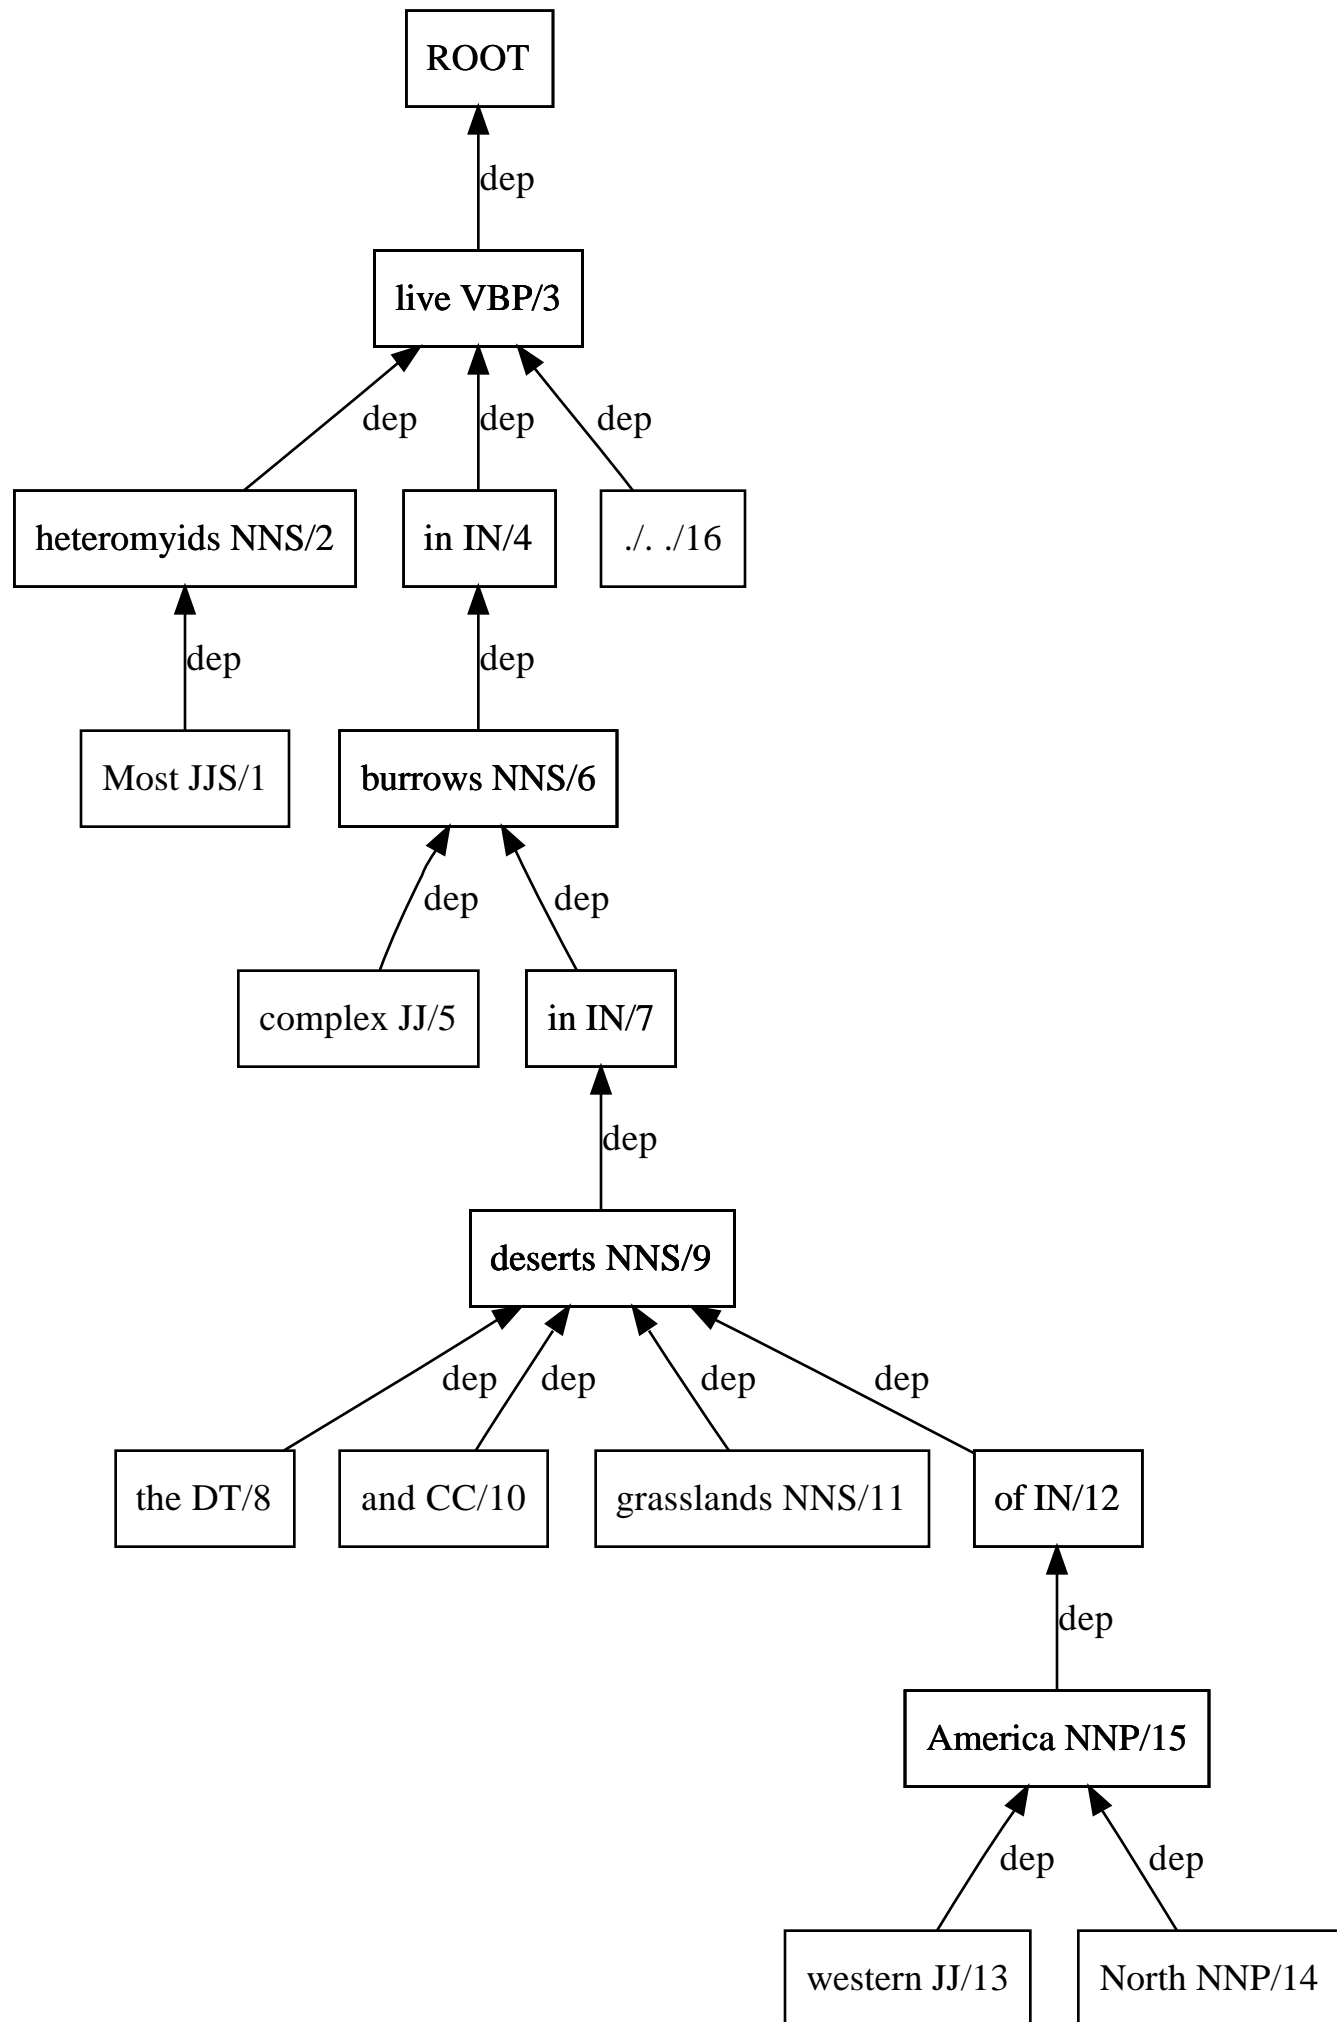 ROOT
dep
live VBP/3
dep dep dep
heteromyids NNS/2 in IN/4 ./. ./16
dep dep
Most JJS/1 burrows NNS/6
dep dep
complex JJ/5 in IN/7
dep
deserts NNS/9
dep dep dep dep
the DT/8 and CC/10 grasslands NNS/11 of IN/12
dep
America NNP/15
dep dep
western JJ/13 North NNP/14